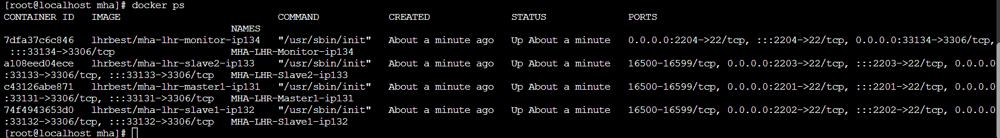 [root@localhost mha]# docker ps
CONTAINER ID   IMAGE                           COMMAND            CREATED              STATUS              PORTS
                                       NAMES
7dfa37c6c846   lhrbest/mha-lhr-monitor-ip134   "/usr/sbin/init"   About a minute ago   Up About a minute   0.0.0.0:2204->22/tcp, :::2204->22/tcp, 0.0.0.0:33134->3306/tcp,
 :::33134->3306/tcp                    MHA-LHR-Monitor-ip134
a108eed04ece   lhrbest/mha-lhr-slave2-ip133    "/usr/sbin/init"   About a minute ago   Up About a minute   16500-16599/tcp, 0.0.0.0:2203->22/tcp, :::2203->22/tcp, 0.0.0.0
:33133->3306/tcp, :::33133->3306/tcp   MHA-LHR-Slave2-ip133
c43126abe871   lhrbest/mha-lhr-master1-ip131   "/usr/sbin/init"   About a minute ago   Up About a minute   16500-16599/tcp, 0.0.0.0:2201->22/tcp, :::2201->22/tcp, 0.0.0.0
:33131->3306/tcp, :::33131->3306/tcp   MHA-LHR-Master1-ip131
74f4943653d0   lhrbest/mha-lhr-slave1-ip132    "/usr/sbin/init"   About a minute ago   Up About a minute   16500-16599/tcp, 0.0.0.0:2202->22/tcp, :::2202->22/tcp, 0.0.0.0
:33132->3306/tcp, :::33132->3306/tcp   MHA-LHR-Slave1-ip132
[root@localhost mha]#